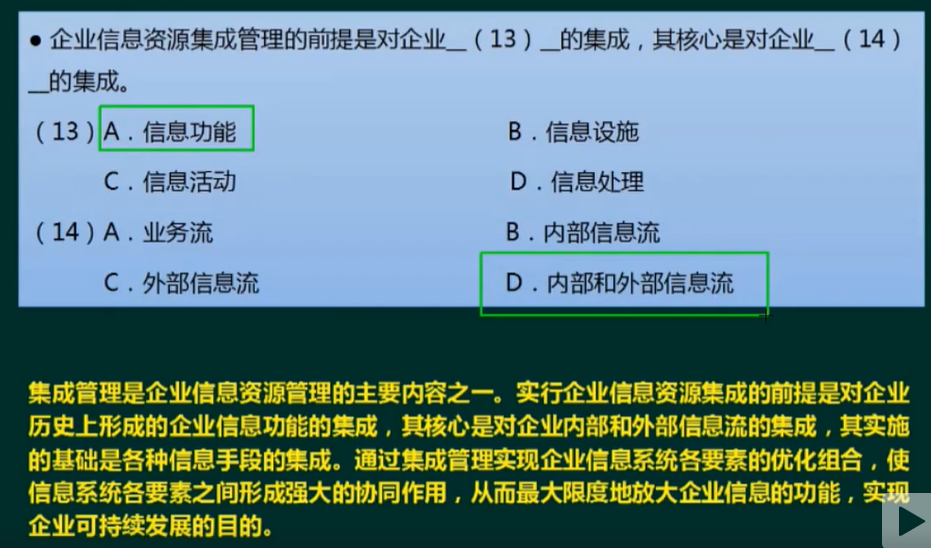 ● 企业信息资源集成管理的前提是对企业__（13）__的集成，其核心是对企业__（14）
__的集成。
（13）A．信息功能 B．信息设施
C．信息活动 D．信息处理
（14）A．业务流 B．内部信息流
C．外部信息流 D．内部和外部信息流
集成管理是企业信息资源管理的主要内容之一。实行企业信息资源集成的前提是对企业
历史上形成的企业信息功能的集成，其核心是对企业内部和外部信息流的集成，其实施
的基础是各种信息手段的集成。通过集成管理实现企业信息系统各要素的优化组合，使
信息系统各要素之间形成强大的协同作用，从而最大限度地放大企业信息的功能，实现
企业可持续发展的目的。